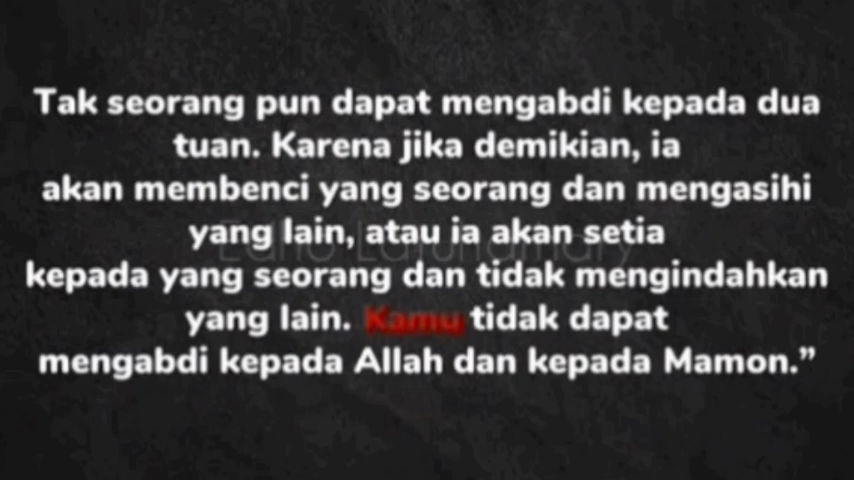 Tak seorang pun dapat mengabdi kepada dua
tuan. Karena jika demikian, ia
akan membenci yang seorang dan mengasihi
yang lain, atau ia akan setia
kepada yang seorang dan tidak mengindahkan
yang lain. Kamu tidak dapat
mengabdi kepada Allah dan kepada Mamon.”